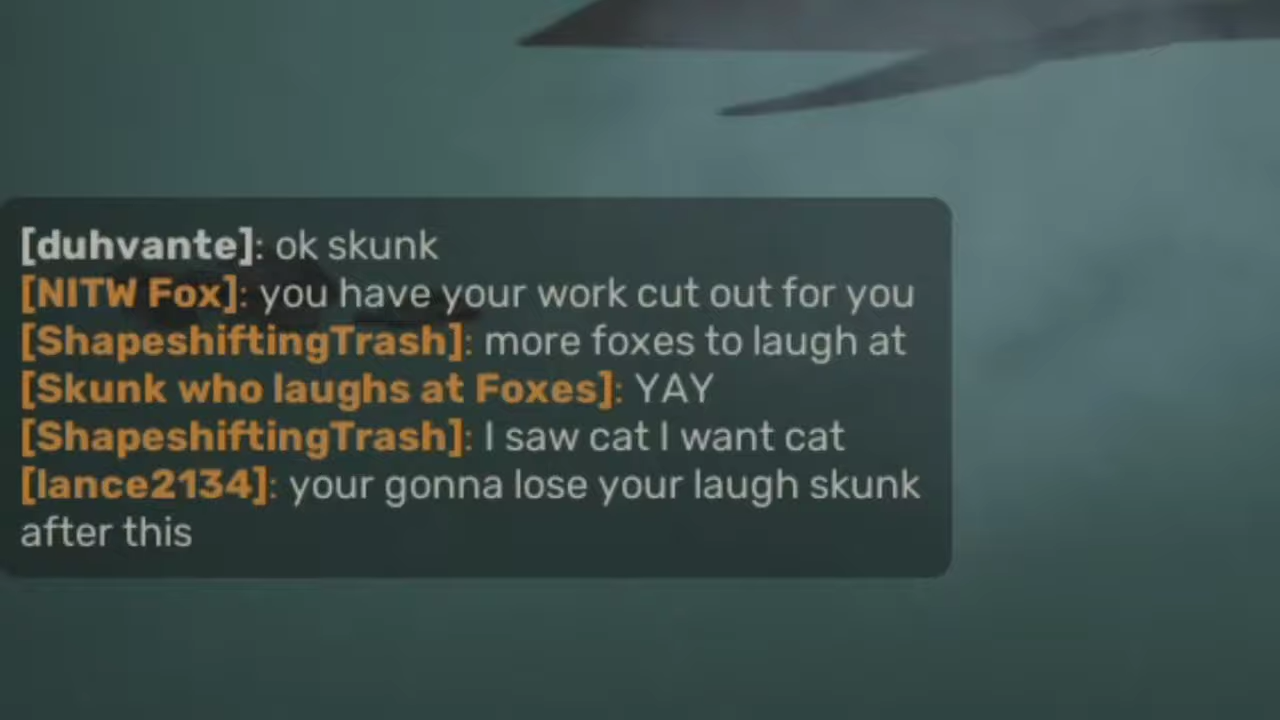 [duhvante]: ok skunk
[NITW Fox]: you have your work cut out for you
[ShapeshiftingTrash]: more foxes to laugh at
[Skunk who laughs at Foxes]: YAY
[ShapeshiftingTrash]: I saw cat I want cat
[lance2134]: your gonna lose your laugh skunk
after this